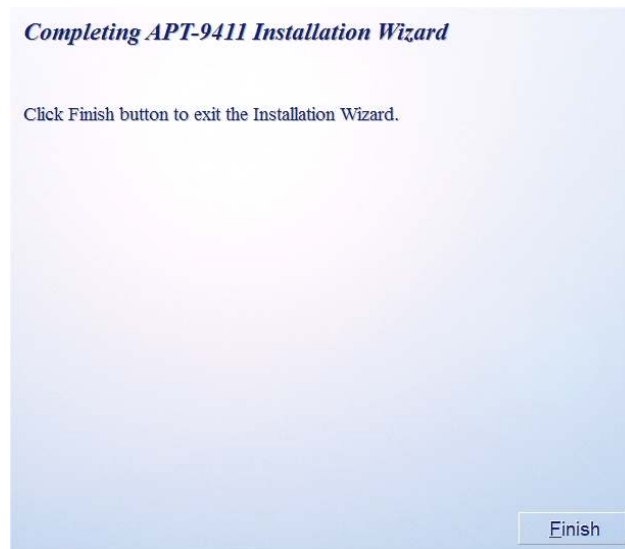 Completing APT-9411 Installation Wizard
Click Finish button to exit the Installation Wizard.
Finish